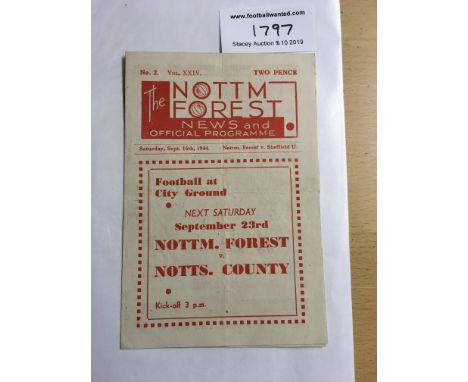 www.footballwanted.com
1797
Stacey Auction 8 10 2019
No. 2. Vol. XXIV. TWO PENCE
The NOTTM
FOREST
NEWS and
OFFICIAL PROGRAMME
Saturday, Sept. 16th, 1944. Nottm. Forest v. Sheffield U.
Football at
City Ground
NEXT SATURDAY
September 23rd
NOTTM. FOREST
v.
NOTTS. COUNTY
Kick-off 3 p.m.